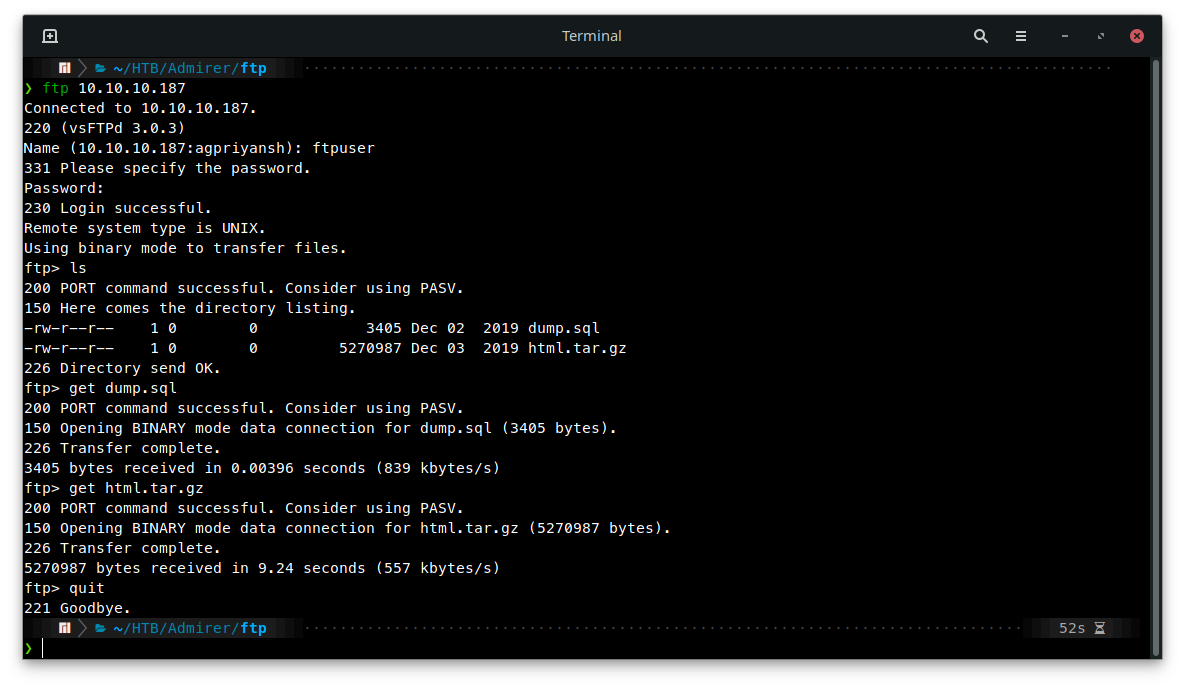 Terminal
~/HTB/Admirer/ftp
❯ ftp 10.10.10.187
Connected to 10.10.10.187.
220 (vsFTPd 3.0.3)
Name (10.10.10.187:agpriyansh): ftpuser
331 Please specify the password.
Password:
230 Login successful.
Remote system type is UNIX.
Using binary mode to transfer files.
ftp> ls
200 PORT command successful. Consider using PASV.
150 Here comes the directory listing.
-rw-r--r--    1 0        0            3405 Dec 02  2019 dump.sql
-rw-r--r--    1 0        0         5270987 Dec 03  2019 html.tar.gz
226 Directory send OK.
ftp> get dump.sql
200 PORT command successful. Consider using PASV.
150 Opening BINARY mode data connection for dump.sql (3405 bytes).
226 Transfer complete.
3405 bytes received in 0.00396 seconds (839 kbytes/s)
ftp> get html.tar.gz
200 PORT command successful. Consider using PASV.
150 Opening BINARY mode data connection for html.tar.gz (5270987 bytes).
226 Transfer complete.
5270987 bytes received in 9.24 seconds (557 kbytes/s)
ftp> quit
221 Goodbye.
~/HTB/Admirer/ftp 52s
❯